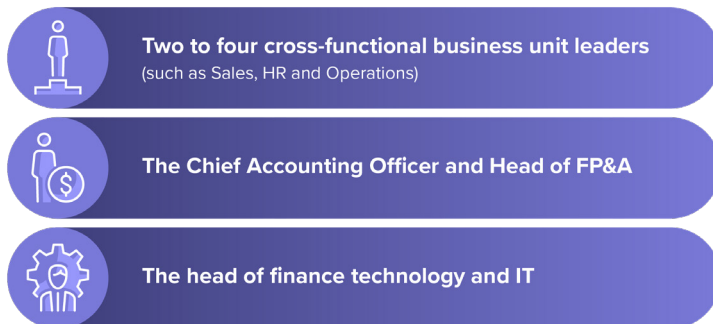 Two to four cross-functional business unit leaders
(such as Sales, HR and Operations)
$
The Chief Accounting Officer and Head of FP&A
The head of finance technology and IT